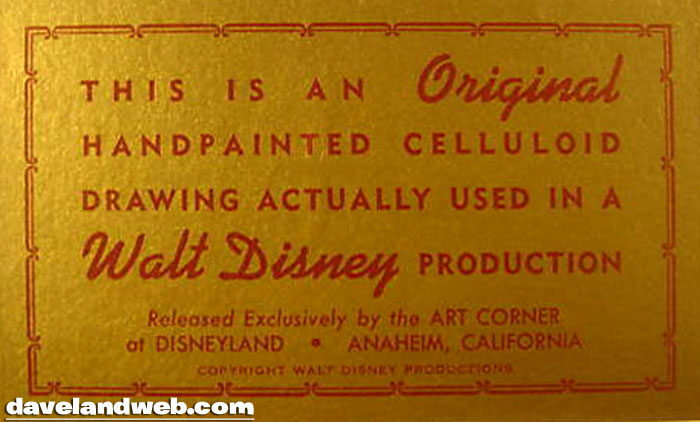 THIS IS AN Original
HANDPAINTED CELLULOID
DRAWING ACTUALLY USED IN A
Walt Disney PRODUCTION
Released Exclusively by the ART CORNER
at DISNEYLAND • ANAHEIM, CALIFORNIA
COPYRIGHT WALT DISNEY PRODUCTIONS
davelandweb.com